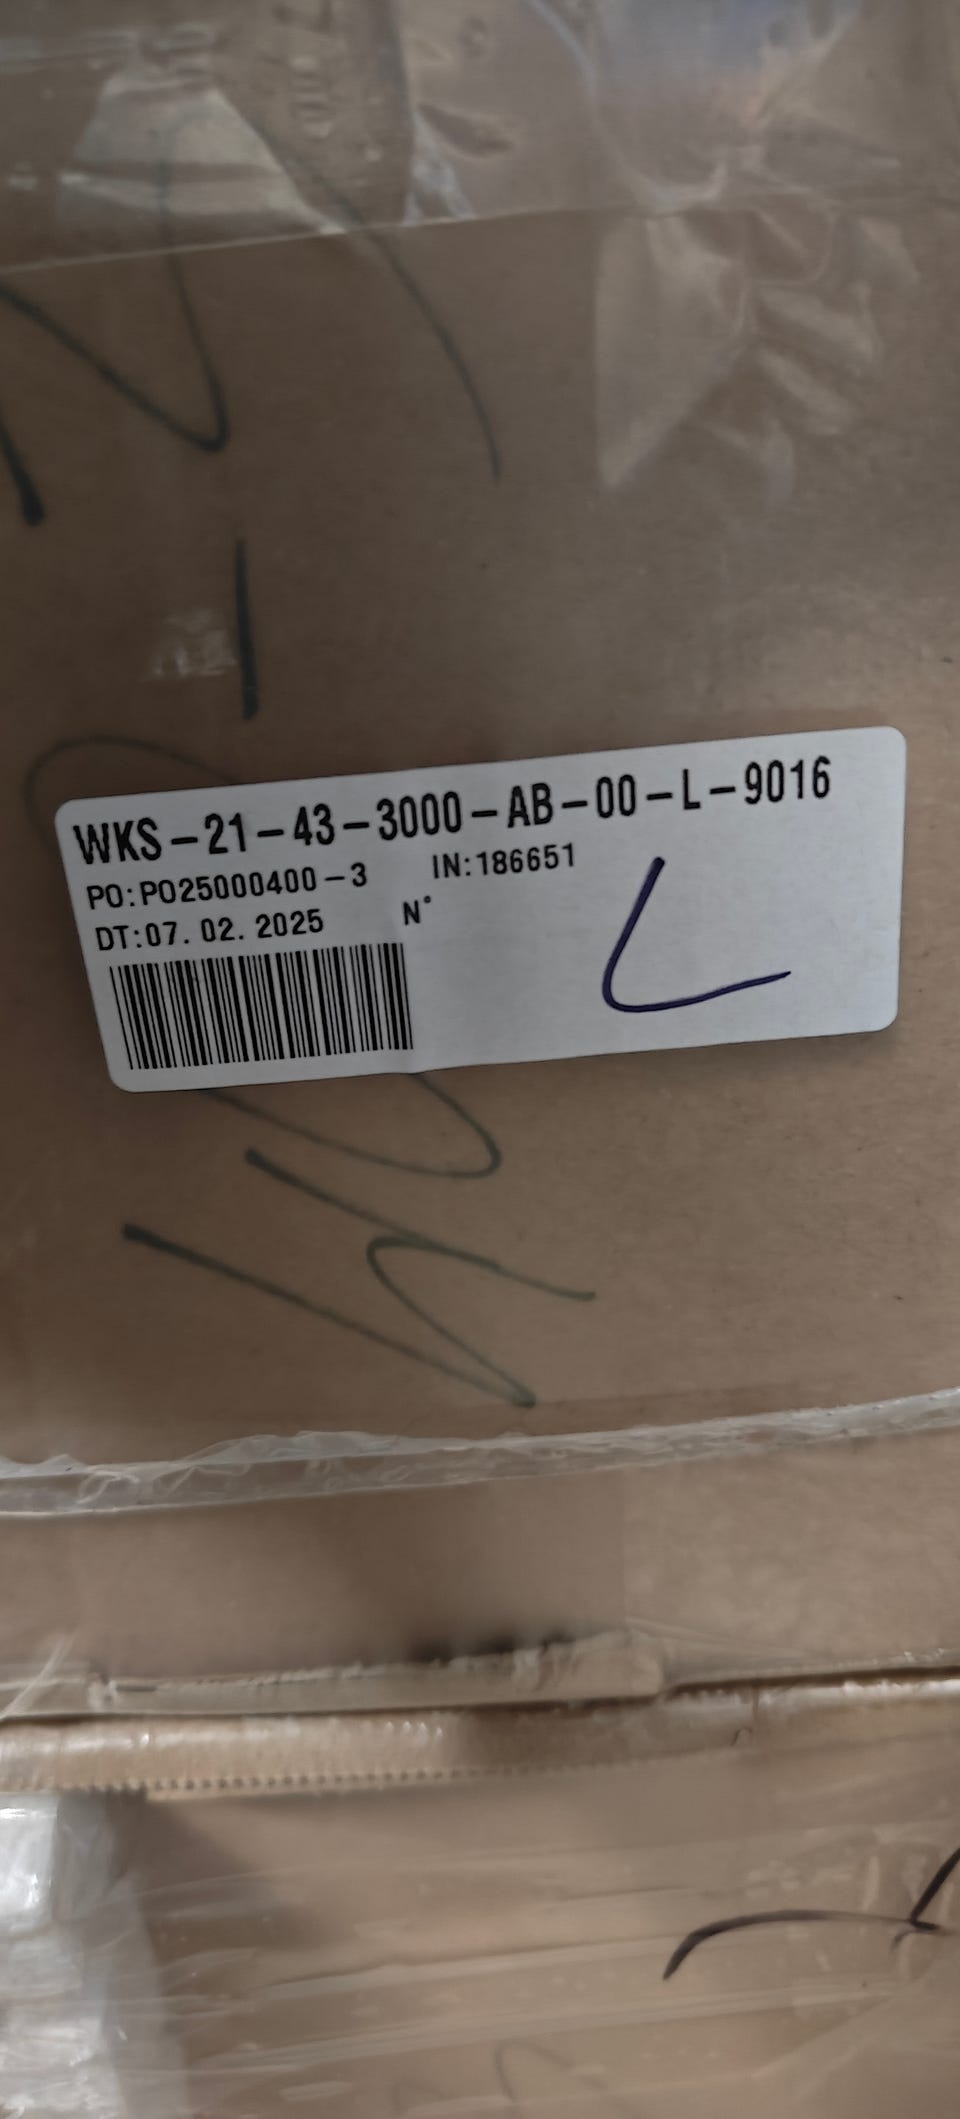 WKS-21-43-3000-AB-00-L-9016
PO:PO25000400-3 IN:186651
DT:07.02.2025 N°
L